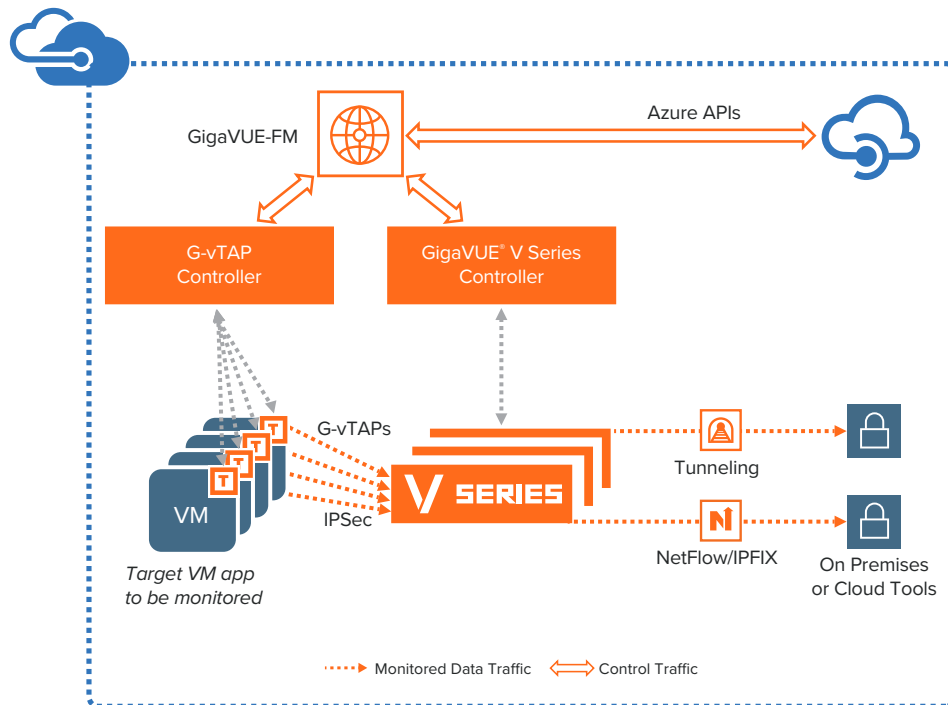 Azure APIs
GigaVUE-FM
G-vTAP
Controller
GigaVUE® V Series
Controller
T
T
T
T
G-vTAPs
VM
IPSec
V SERIES
Tunneling
N
NetFlow/IPFIX
Target VM app
to be monitored
On Premises
or Cloud Tools
Monitored Data Traffic
Control Traffic